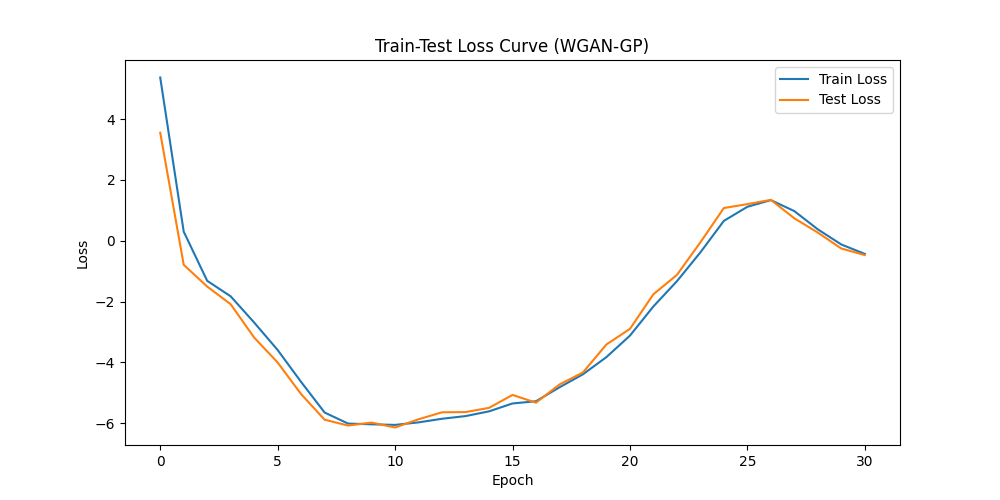 Train-Test Loss Curve (WGAN-GP)
Train Loss
Test Loss
4
2
0
−2
−4
−6
Loss
0 5 10 15 20 25 30
Epoch